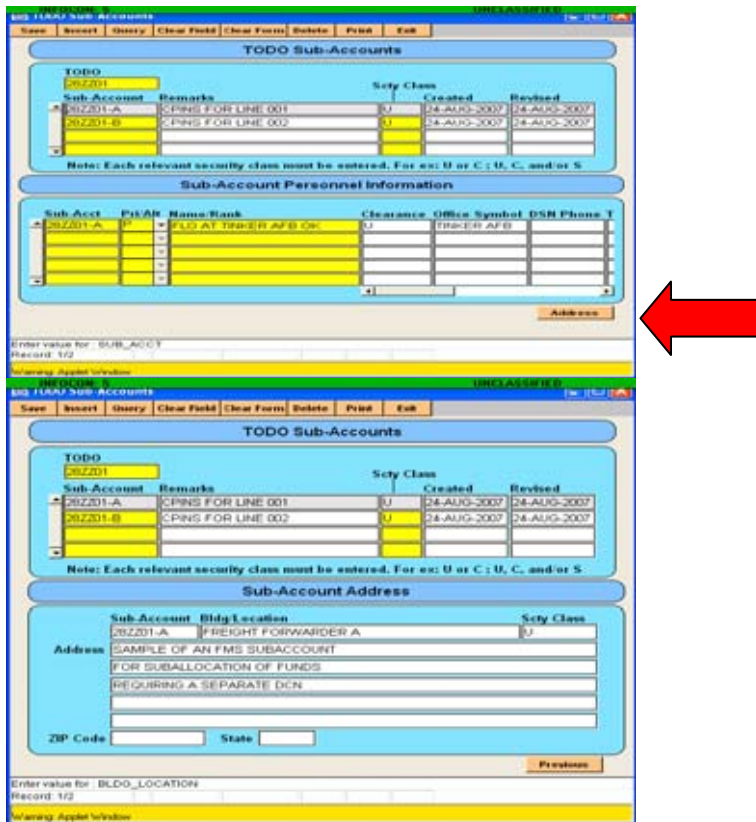 INFOCON: 5 UNCLASSIFIED
TODO Sub-Accounts
Save Insert Query Clear Field Clear Form Delete Print Exit
TODO Sub-Accounts
TODO
28ZZ01
Scty Class
Sub-Account Remarks Created Revised
28ZZ01-A CPINS FOR LINE 001 U 24-AUG-2007 24-AUG-2007
28ZZ01-B CPINS FOR LINE 002 U 24-AUG-2007 24-AUG-2007
Note: Each relevant security class must be entered. For ex: U or C ; U, C, and/or S
Sub-Account Personnel Information
Sub-Acct Pri/Alt Name/Rank Clearance Office Symbol DSN Phone T
28ZZ01-A P FLO AT TINKER AFB OK U TINKER AFB
Address
Enter value for : SUB_ACCT
Record: 1/2
Warning: Applet Window
INFOCON: 5 UNCLASSIFIED
TODO Sub-Accounts
Save Insert Query Clear Field Clear Form Delete Print Exit
TODO Sub-Accounts
TODO
28ZZ01
Scty Class
Sub-Account Remarks Created Revised
28ZZ01-A CPINS FOR LINE 001 U 24-AUG-2007 24-AUG-2007
28ZZ01-B CPINS FOR LINE 002 U 24-AUG-2007 24-AUG-2007
Note: Each relevant security class must be entered. For ex: U or C ; U, C, and/or S
Sub-Account Address
Sub-Account Bldg/Location Scty Class
28ZZ01-A FREIGHT FORWARDER A U
Address SAMPLE OF AN FMS SUBACCOUNT
FOR SUBALLOCATION OF FUNDS
REQUIRING A SEPARATE DCN
ZIP Code State
Previous
Enter value for : BLDG_LOCATION
Record: 1/2
Warning: Applet Window